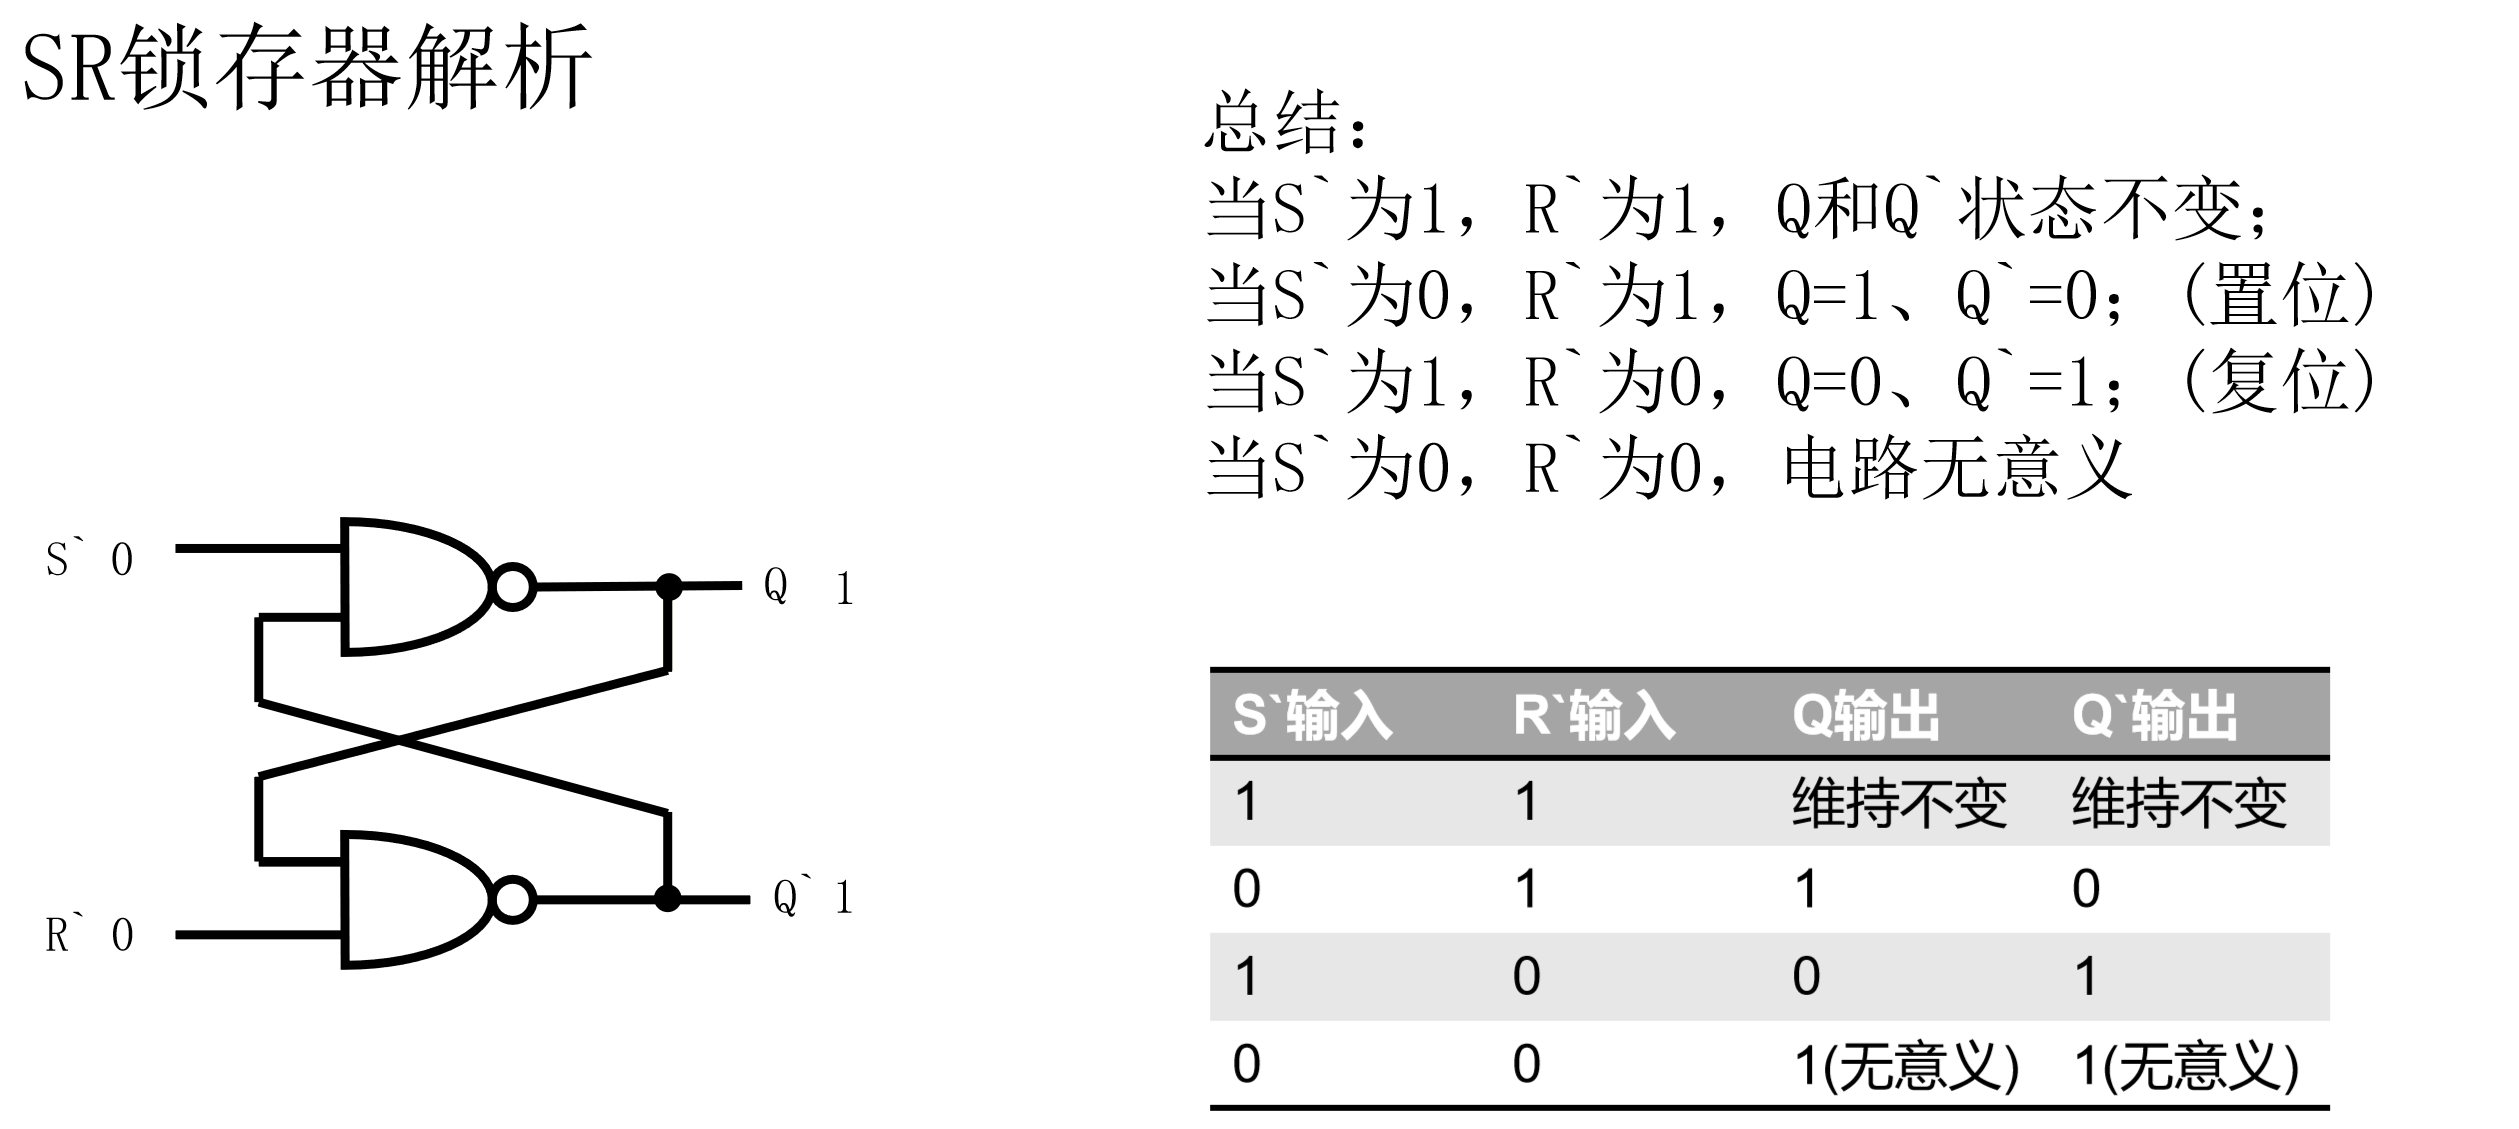 SR锁存器解析
总结：
当S`为1，R`为1，Q和Q`状态不变；
当S`为0，R`为1，Q=1、Q`=0；（置位）
当S`为1，R`为0，Q=0、Q`=1；（复位）
当S`为0，R`为0，电路无意义
S` 0
Q 1
R` 0
Q` 1
S`输入 R`输入 Q输出 Q`输出
1 1 维持不变 维持不变
0 1 1 0
1 0 0 1
0 0 1(无意义) 1(无意义)